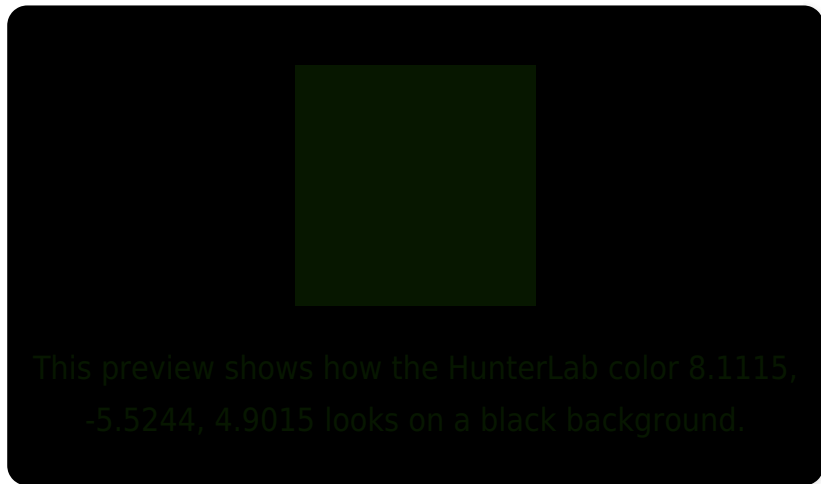 This preview shows how the HunterLab color 8.1115,
-5.5244, 4.9015 looks on a black background.